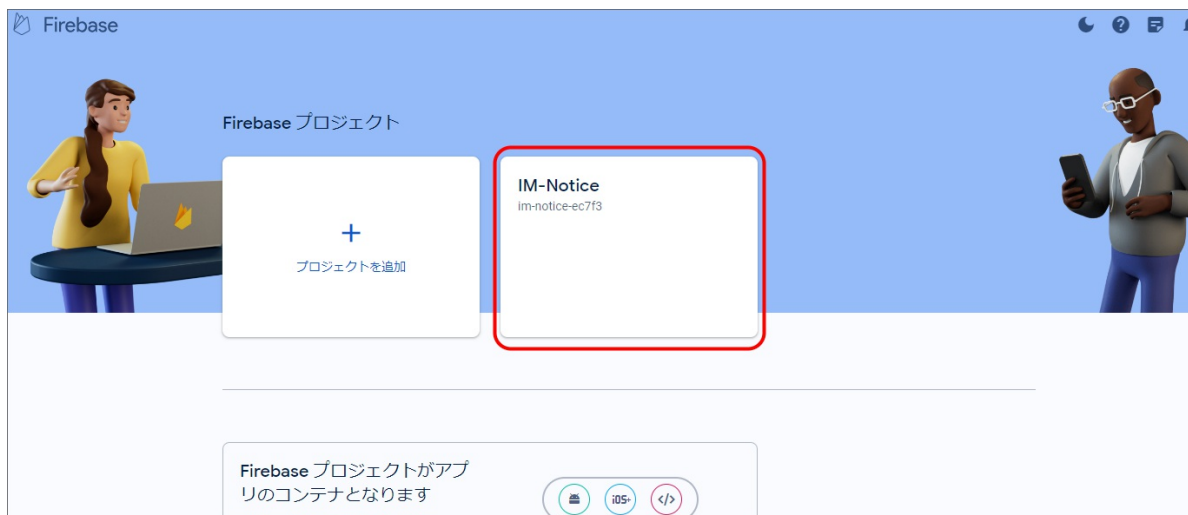 Firebase
Firebase プロジェクト
プロジェクトを追加
IM-Notice
im-notice-ec7f3
Firebase プロジェクトがアプ
リのコンテナとなります
iOS+
</>